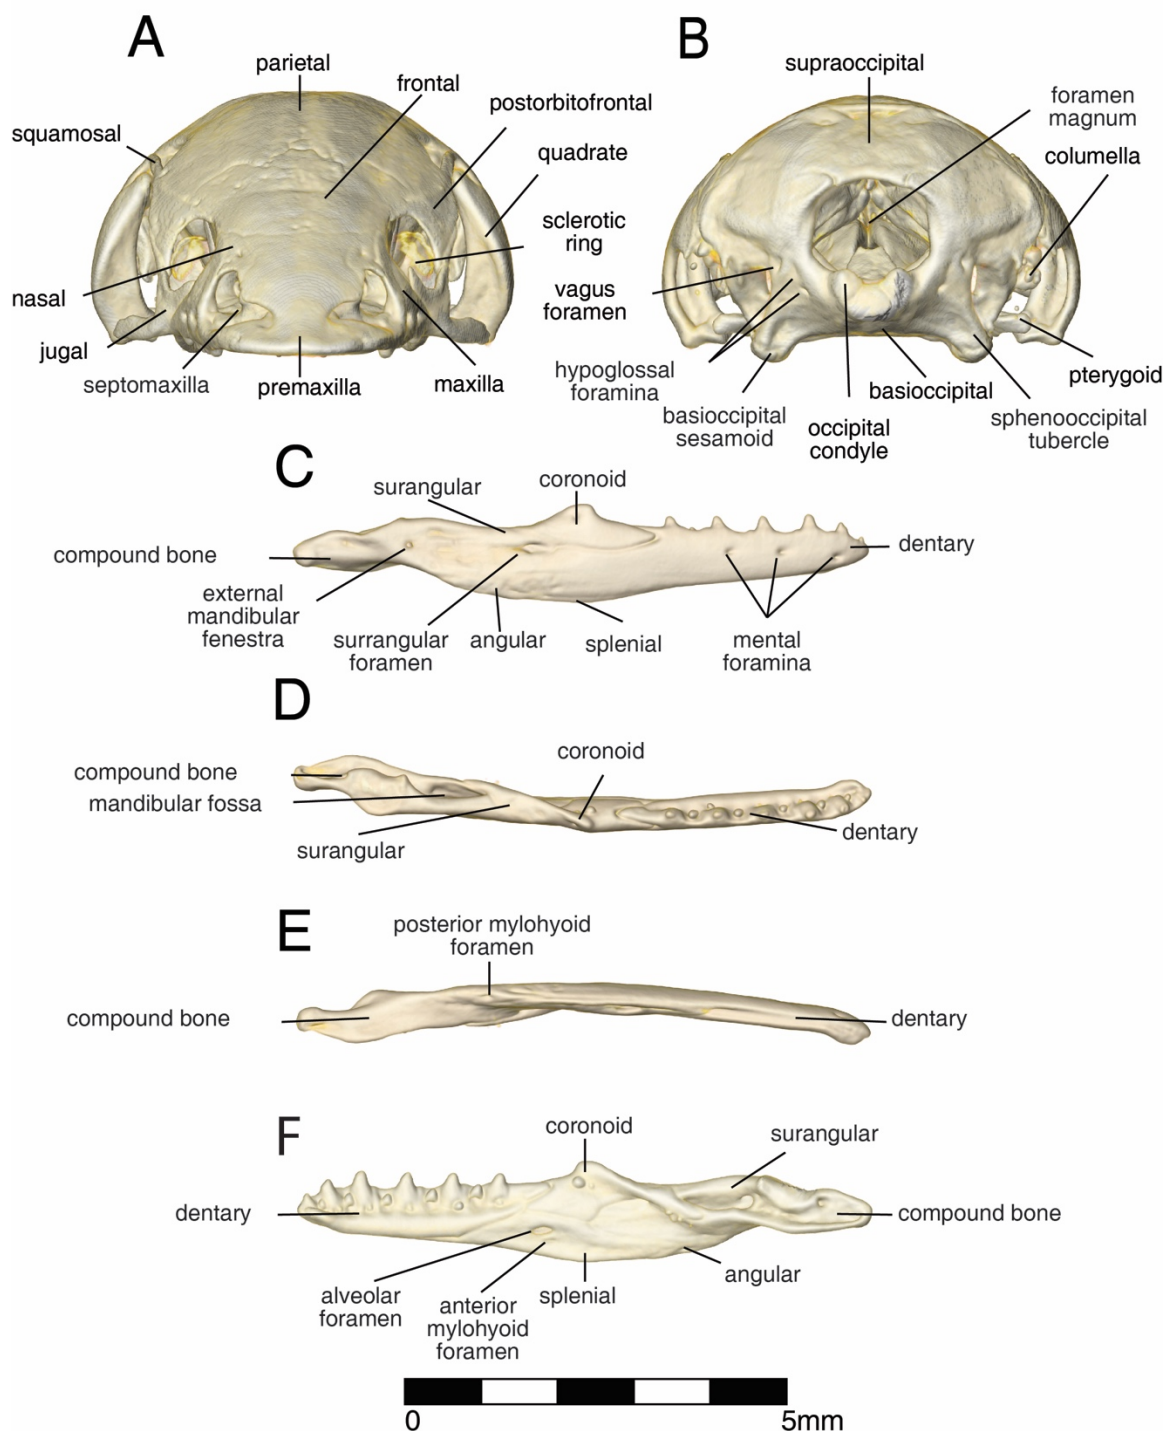 A
parietal
frontal
postorbitofrontal
squamosal
quadrate
sclerotic
ring
nasal
jugal
septomaxilla
premaxilla
maxilla
B
supraoccipital
foramen
magnum
columella
vagus
foramen
hypoglossal
foramina
basioccipital
sesamoid
occipital
condyle
basioccipital
sphenooccipital
tubercle
pterygoid
C
surangular
coronoid
compound bone
dentary
external
mandibular
fenestra
surrangular
foramen
angular
splenial
mental
foramina
D
coronoid
compound bone
mandibular fossa
surangular
dentary
E
posterior mylohyoid
foramen
compound bone
dentary
F
coronoid
surangular
dentary
compound bone
alveolar
foramen
anterior
mylohyoid
foramen
splenial
angular
0
5mm